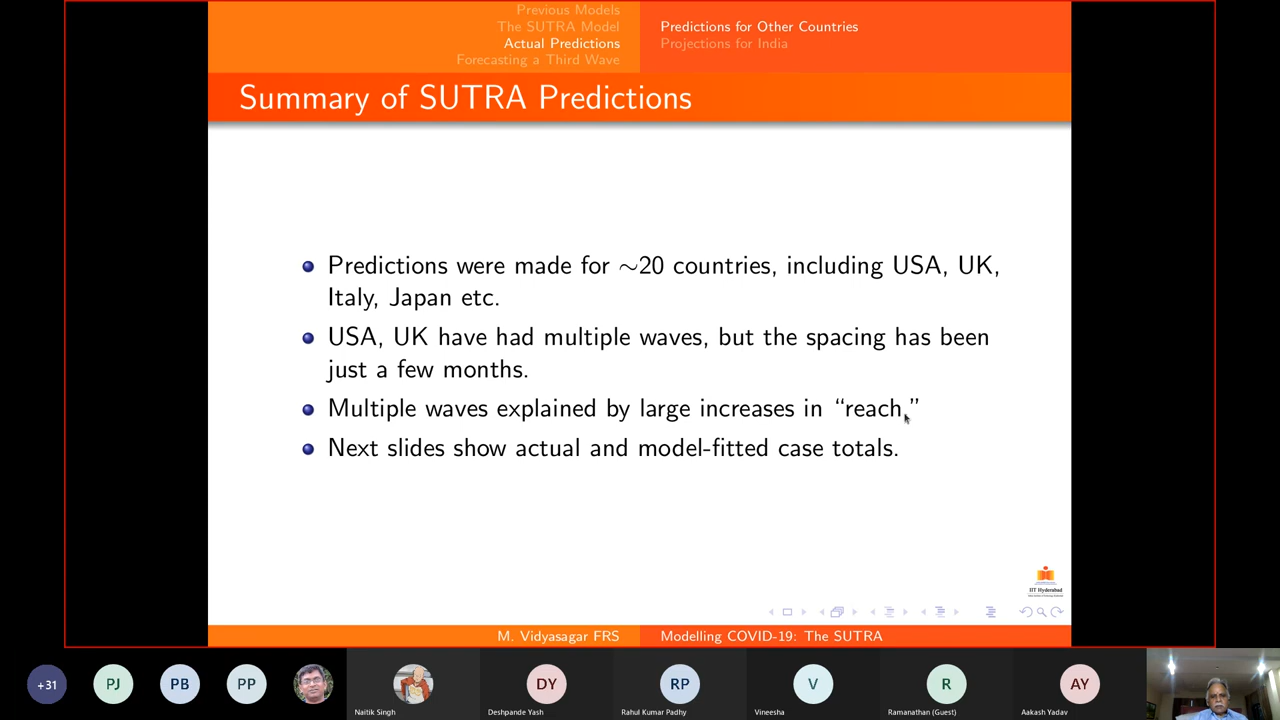 Previous Models
The SUTRA Model
Actual Predictions
Forecasting a Third Wave
Predictions for Other Countries
Projections for India
Summary of SUTRA Predictions
Predictions were made for ~20 countries, including USA, UK,
Italy, Japan etc.
USA, UK have had multiple waves, but the spacing has been
just a few months.
Multiple waves explained by large increases in “reach,”
Next slides show actual and model-fitted case totals.
IIT Hyderabad
M. Vidyasagar FRS
Modelling COVID-19: The SUTRA
+31
PJ
PB
PP
Naitik Singh
DY
Deshpande Yash
RP
Rahul Kumar Padhy
V
Vineesha
R
Ramanathan (Guest)
AY
Aakash Yadav